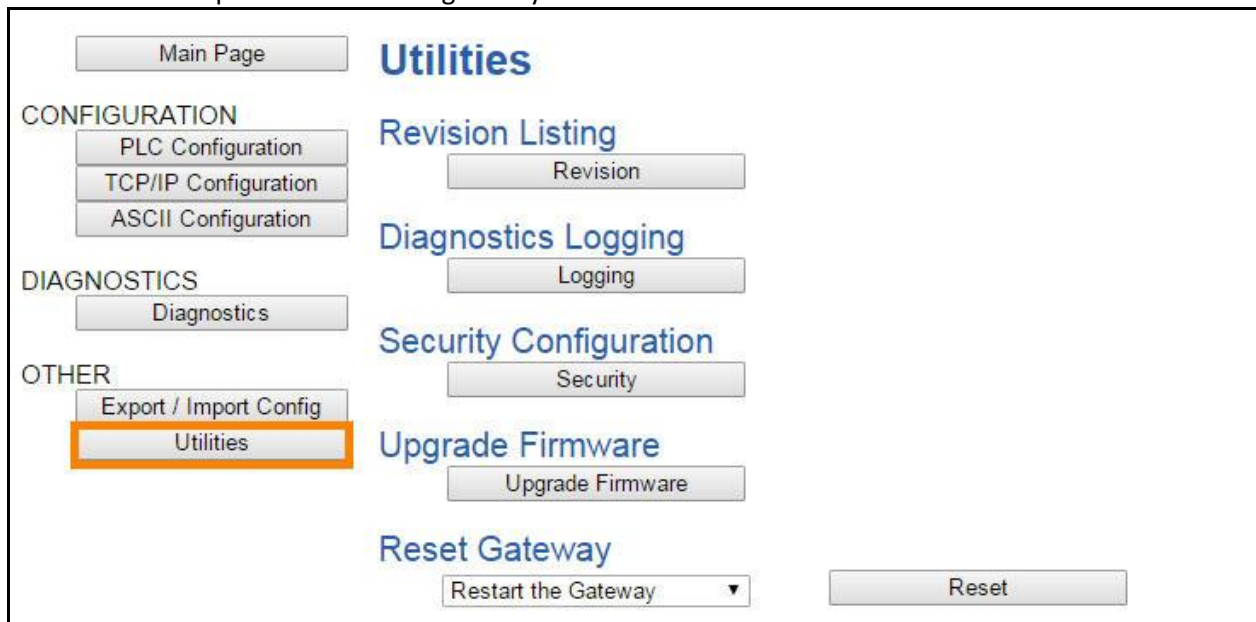 Main Page
CONFIGURATION
PLC Configuration
TCP/IP Configuration
ASCII Configuration
DIAGNOSTICS
Diagnostics
OTHER
Export / Import Config
Utilities
Utilities
Revision Listing
Revision
Diagnostics Logging
Logging
Security Configuration
Security
Upgrade Firmware
Upgrade Firmware
Reset Gateway
Restart the Gateway
Reset